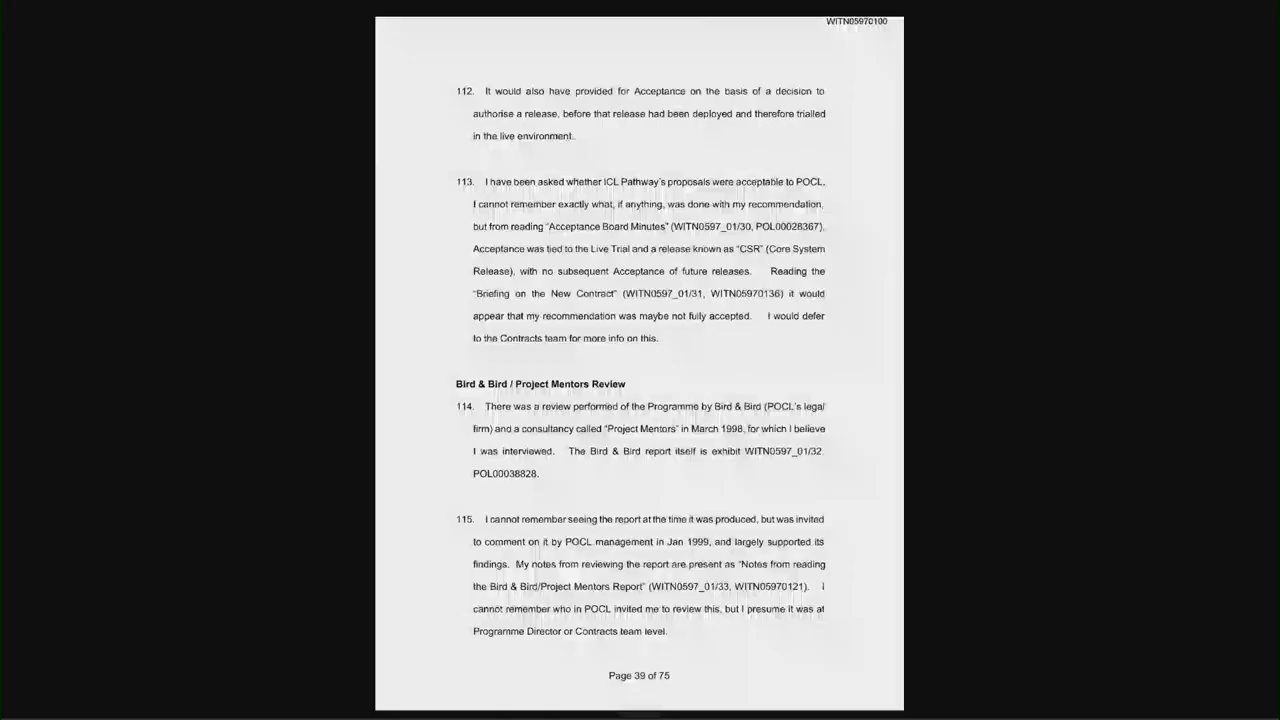 WITN05970100
112. It would also have provided for Acceptance on the basis of a decision to
authorise a release, before that release had been deployed and therefore trialled
in the live environment.
113. I have been asked whether ICL Pathway's proposals were acceptable to POCL.
I cannot remember exactly what, if anything, was done with my recommendation,
but from reading "Acceptance Board Minutes" (WITN0597_01/30, POL00028367),
Acceptance was tied to the Live Trial and a release known as "CSR" (Core System
Release), with no subsequent Acceptance of future releases. Reading the
"Briefing on the New Contract" (WITN0597_01/31, WITN05970136) it would
appear that my recommendation was maybe not fully accepted. I would defer
to the Contracts team for more info on this.
Bird & Bird / Project Mentors Review
114. There was a review performed of the Programme by Bird & Bird (POCL's legal
firm) and a consultancy called "Project Mentors" in March 1998, for which I believe
I was interviewed. The Bird & Bird report itself is exhibit WITN0597_01/32,
POL00038828.
115. I cannot remember seeing the report at the time it was produced, but was invited
to comment on it by POCL management in Jan 1999, and largely supported its
findings. My notes from reviewing the report are present as "Notes from reading
the Bird & Bird/Project Mentors Report" (WITN0597_01/33, WITN05970121). I
cannot remember who in POCL invited me to review this, but I presume it was at
Programme Director or Contracts team level.
Page 39 of 75